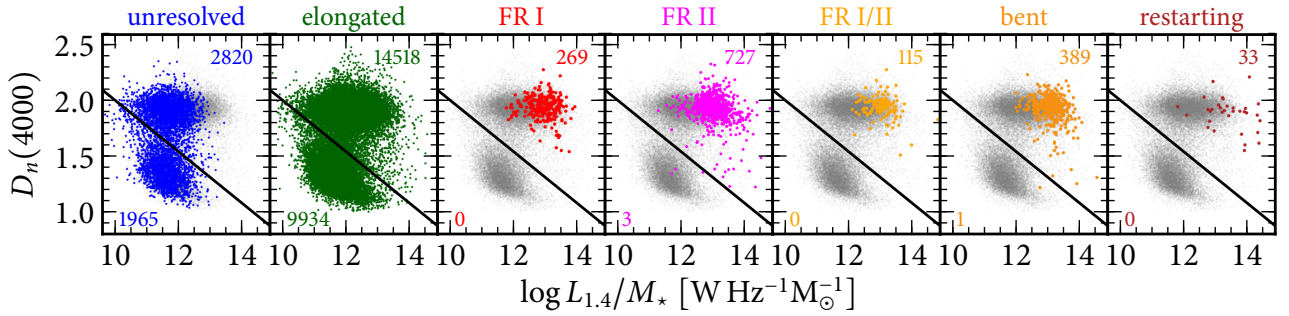 unresolved elongated FR I FR II FR I/II bent restarting
2.5
2820 14518 269 727 115 389 33
2.0
1.5
1.0
1965 9934 0 3 0 1 0
D_n(4000)
10 12 14 10 12 14 10 12 14 10 12 14 10 12 14 10 12 14 10 12 14
log L_{1.4}/M_⋆ [W Hz^{−1}M_⊙^{−1}]